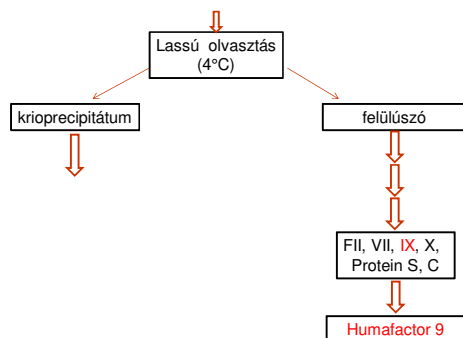 Lassú olvasztás
(4°C)
krioprecipitátum
felülúszó
FII, VII, IX, X,
Protein S, C
Humafactor 9